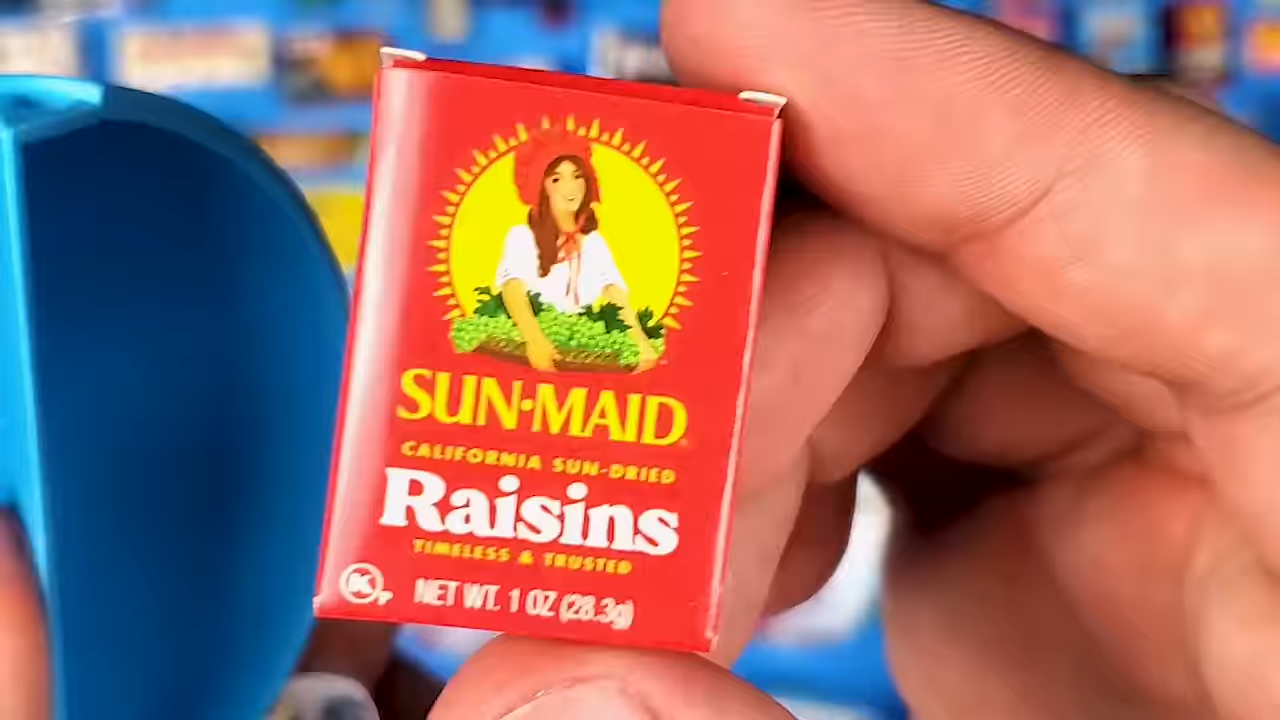 SUN·MAID
CALIFORNIA SUN-DRIED
Raisins
TIMELESS & TRUSTED
NET WT. 1 OZ (28.3g)